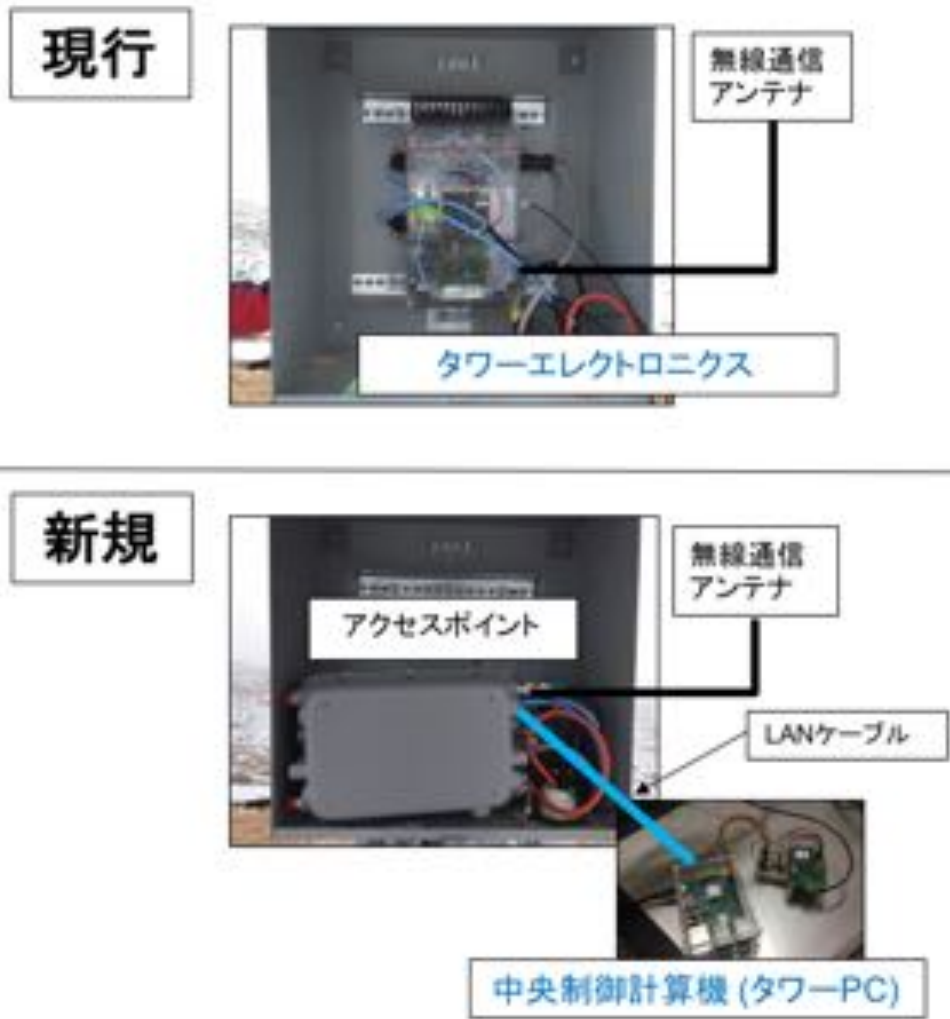 現行
無線通信
アンテナ
タワーエレクトロニクス
新規
無線通信
アンテナ
アクセスポイント
LANケーブル
中央制御計算機 (タワーPC)